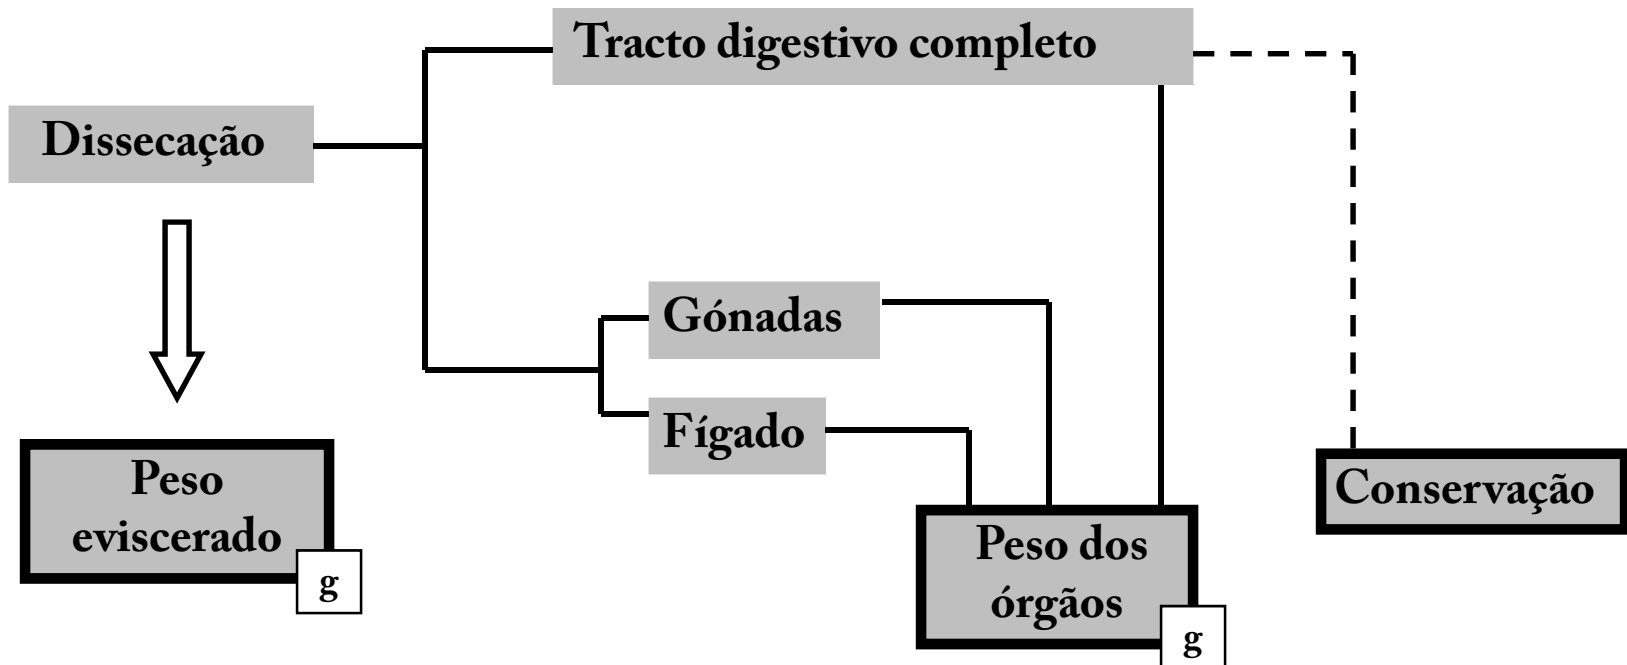 Tracto digestivo completo
Dissecação
Gónadas
Fígado
Peso
eviscerado
g
Conservação
Peso dos
órgãos
g